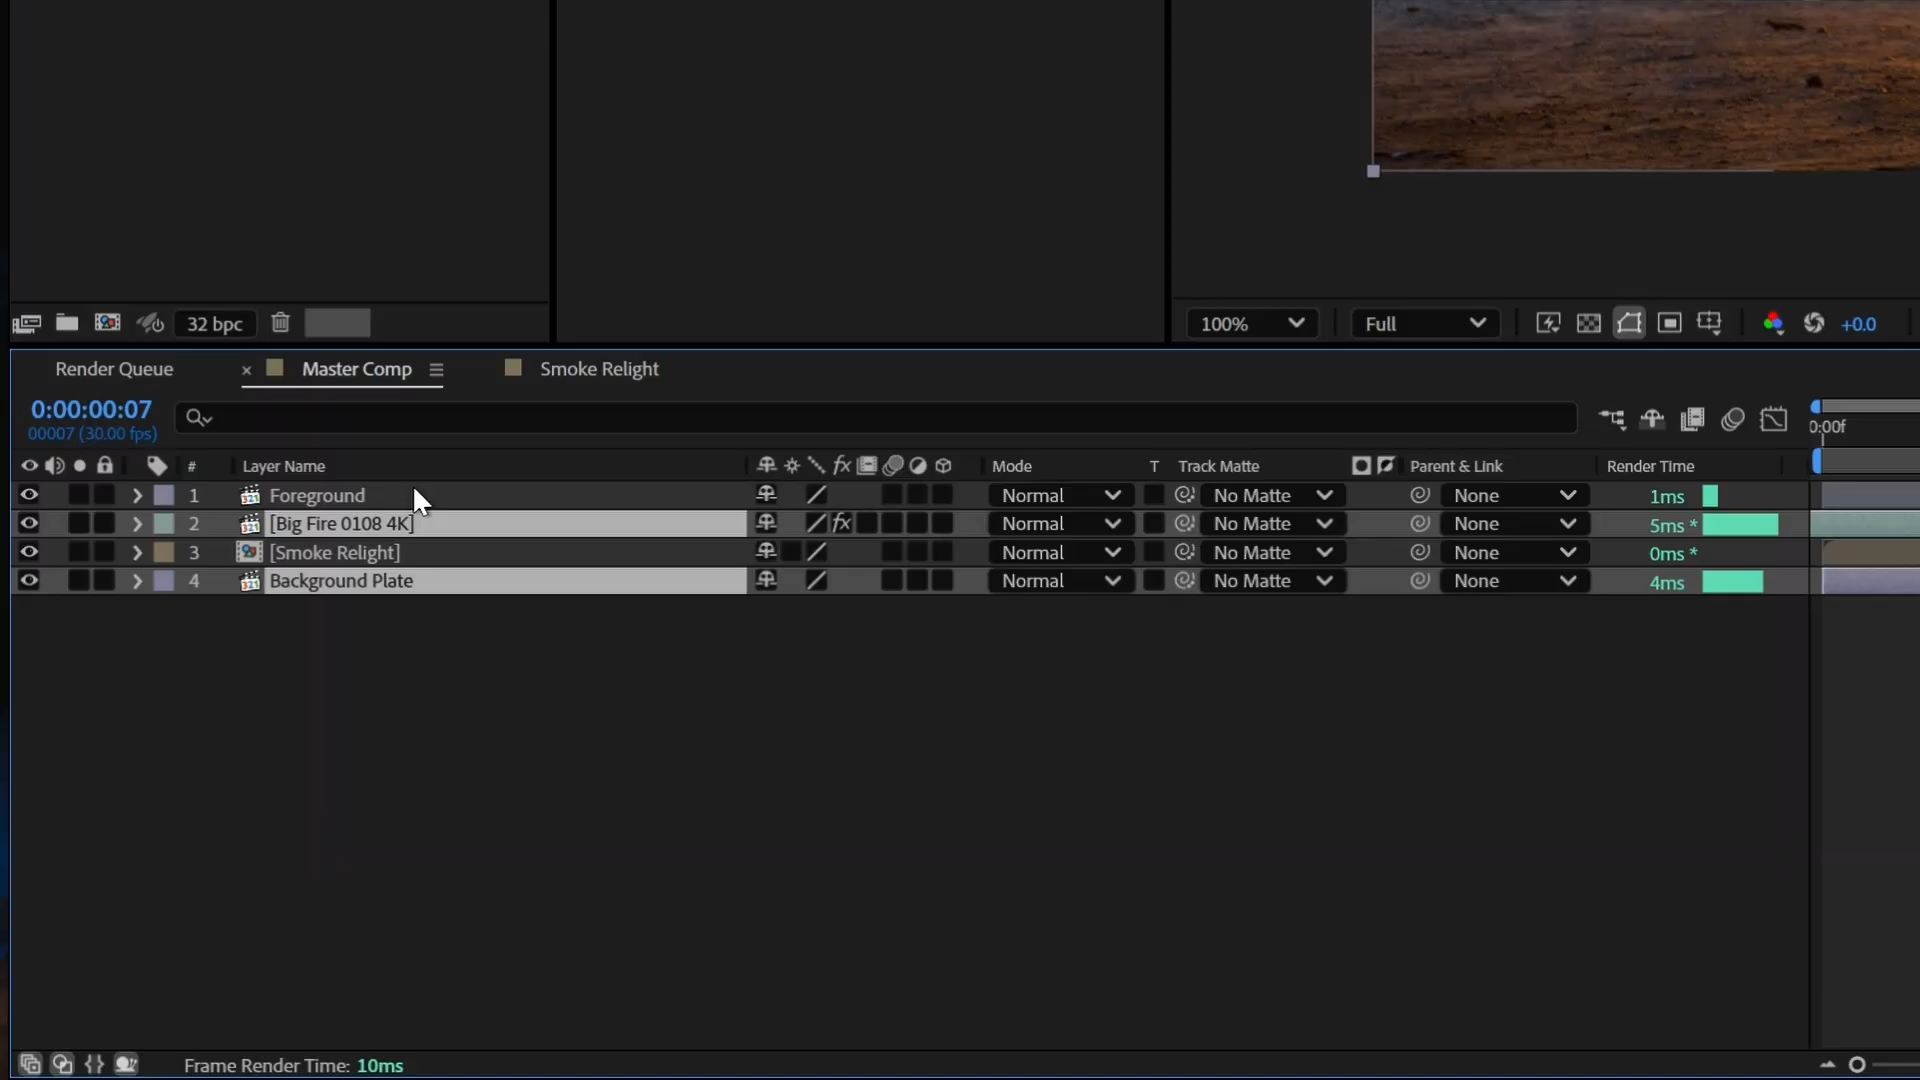 32 bpc
100%
Full
+0.0
Render Queue
× Master Comp
Smoke Relight
0:00:00:07
00007 (30.00 fps)
0:00f
# Layer Name fx Mode T Track Matte Parent & Link Render Time
1 Foreground Normal No Matte None 1ms
2 [Big Fire 0108 4K] fx Normal No Matte None 5ms *
3 [Smoke Relight] Normal No Matte None 0ms *
4 Background Plate Normal No Matte None 4ms
Frame Render Time: 10ms